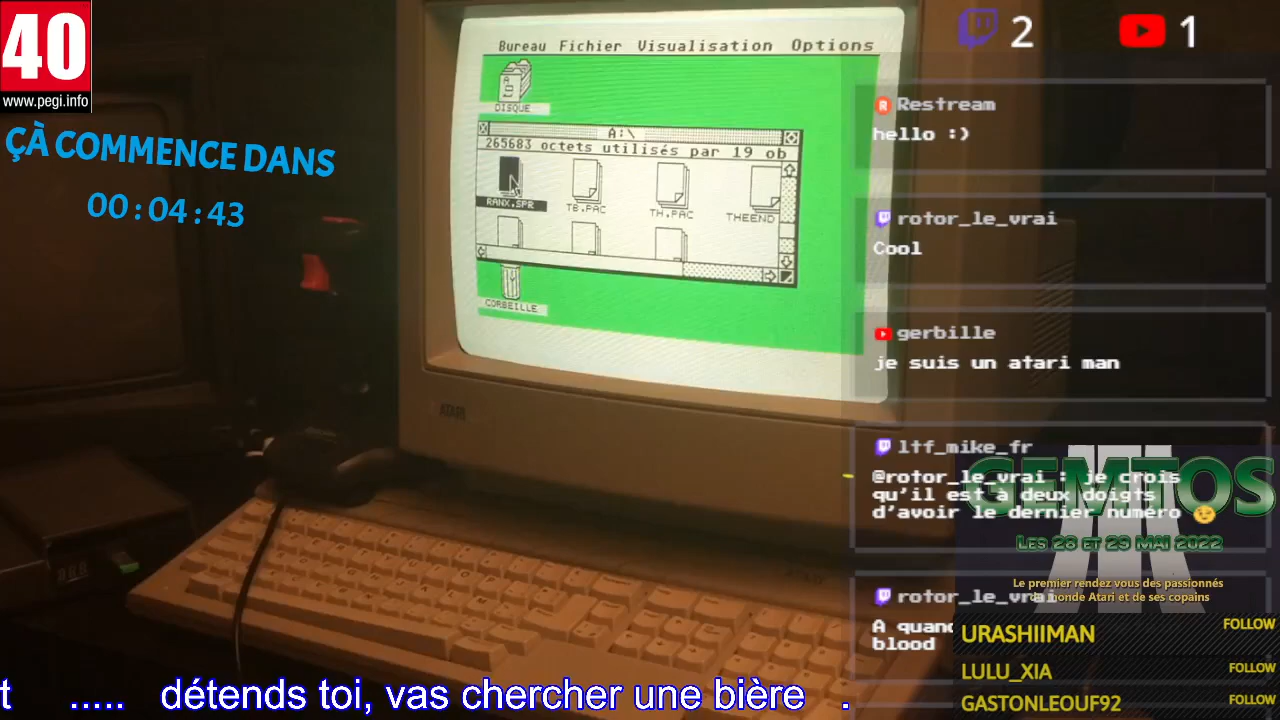 40
www.pegi.info
ÇÀ COMMENCE DANS
00:04:43
Bureau Fichier Visualisation Options
DISQUE
A:\
265683 octets utilisés par 19 ob
RANX.SPR
TB.PAC
TH.PAC
THEEND
CORBEILLE
ATARI
2
1
Restream
hello :)
rotor_le_vrai
Cool
gerbille
je suis un atari man
ltf_mike_fr
@rotor_le_vrai : je crois
qu'il est à deux doigts
d'avoir le dernier numéro 😉
GEMTOS
LES 28 ET 29 MAI 2022
Le premier rendez vous des passionnés
du monde Atari et de ses copains
rotor_le_vrai
A quand
blood
URASHIIMAN FOLLOW
LULU_XIA FOLLOW
GASTONLEOUF92 FOLLOW
t ..... détends toi, vas chercher une bière .